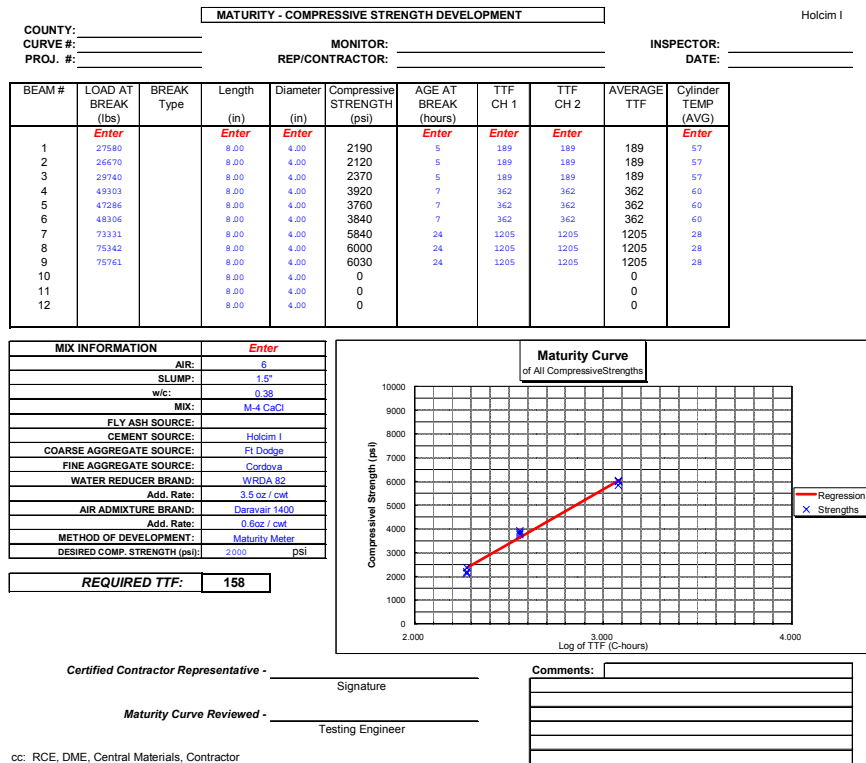 MATURITY - COMPRESSIVE STRENGTH DEVELOPMENT Holcim I
COUNTY:
CURVE #: MONITOR: INSPECTOR:
PROJ. #: REP/CONTRACTOR: DATE:
BEAM # LOAD AT BREAK Length Diameter Compressive AGE AT TTF TTF AVERAGE Cylinder
BREAK Type STRENGTH BREAK CH 1 CH 2 TTF TEMP
(lbs) (in) (in) (psi) (hours) (AVG)
Enter Enter Enter Enter Enter Enter Enter
1 27580 8.00 4.00 2190 5 189 189 189 57
2 26670 8.00 4.00 2120 5 189 189 189 57
3 29740 8.00 4.00 2370 5 189 189 189 57
4 49303 8.00 4.00 3920 7 362 362 362 60
5 47286 8.00 4.00 3760 7 362 362 362 60
6 48306 8.00 4.00 3840 7 362 362 362 60
7 73331 8.00 4.00 5840 24 1205 1205 1205 28
8 75342 8.00 4.00 6000 24 1205 1205 1205 28
9 75761 8.00 4.00 6030 24 1205 1205 1205 28
10 8.00 4.00 0 0
11 8.00 4.00 0 0
12 8.00 4.00 0 0
MIX INFORMATION Enter
AIR: 6
SLUMP: 1.5"
w/c: 0.38
MIX: M-4 CaCl
FLY ASH SOURCE:
CEMENT SOURCE: Holcim I
COARSE AGGREGATE SOURCE: Ft Dodge
FINE AGGREGATE SOURCE: Cordova
WATER REDUCER BRAND: WRDA 82
Add. Rate: 3.5 oz / cwt
AIR ADMIXTURE BRAND: Daravair 1400
Add. Rate: 0.6oz / cwt
METHOD OF DEVELOPMENT: Maturity Meter
DESIRED COMP. STRENGTH (psi): 2000 psi
REQUIRED TTF: 158
Maturity Curve
of All CompressiveStrengths
Compressivel Strength (psi)
10000
9000
8000
7000
6000
5000
4000
3000
2000
1000
0
2.000 3.000 4.000
Log of TTF (C-hours)
Regression
Strengths
Certified Contractor Representative -
Signature
Maturity Curve Reviewed -
Testing Engineer
Comments:
cc: RCE, DME, Central Materials, Contractor